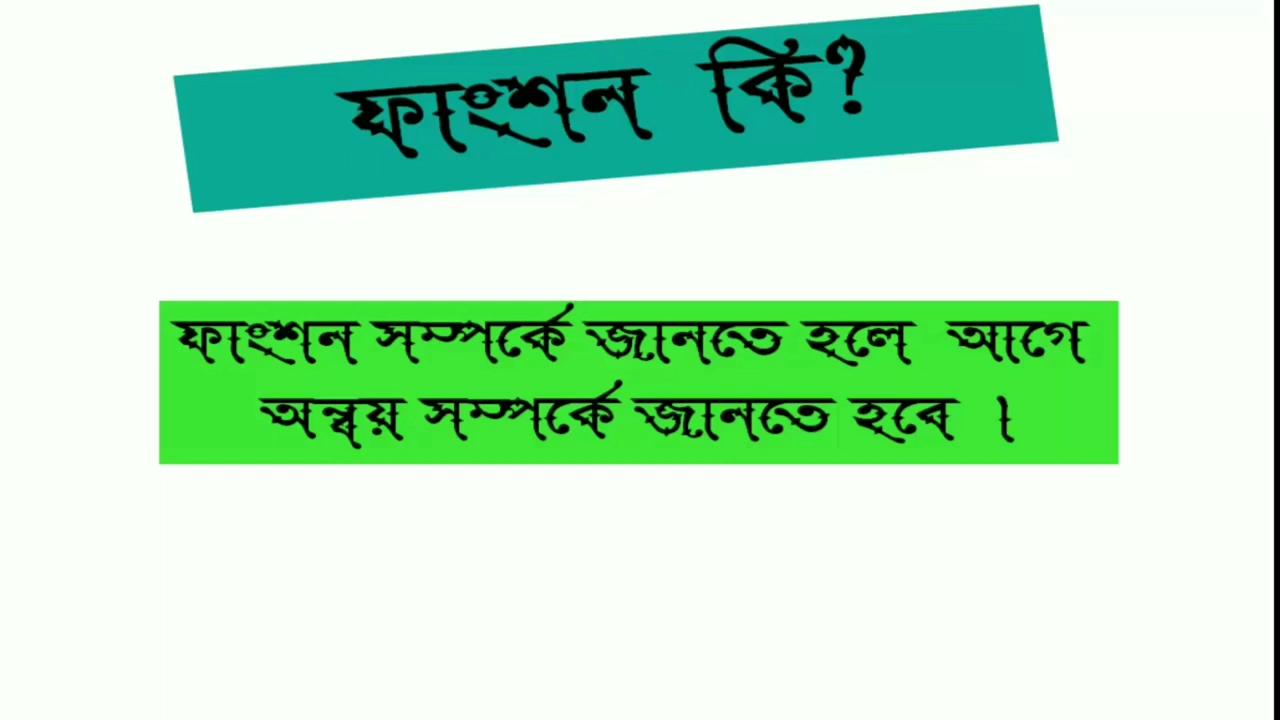 ফাংশন কি?
ফাংশন সম্পর্কে জানতে হলে আগে
অন্বয় সম্পর্কে জানতে হবে ।